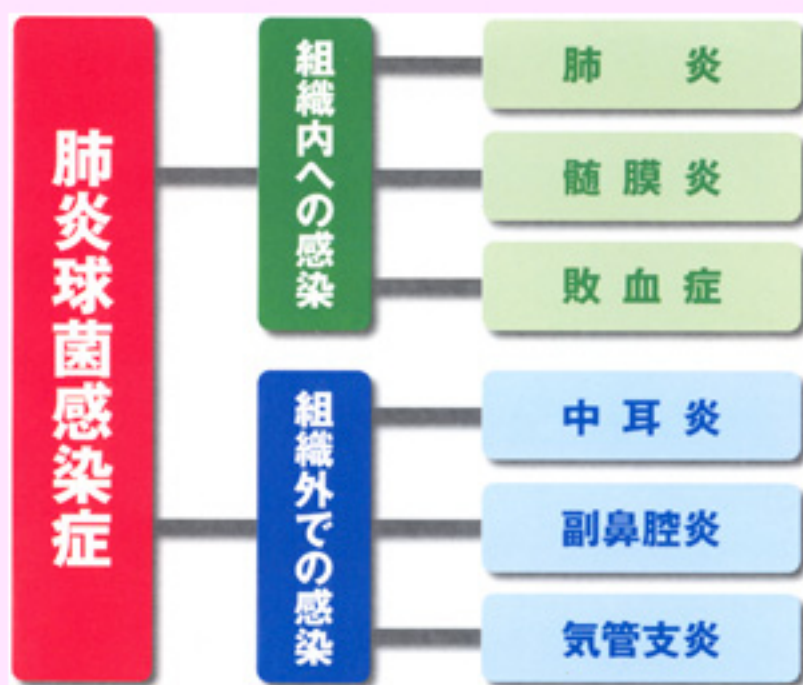 肺炎球菌感染症
組織内への感染
肺炎
髄膜炎
敗血症
組織外での感染
中耳炎
副鼻腔炎
気管支炎